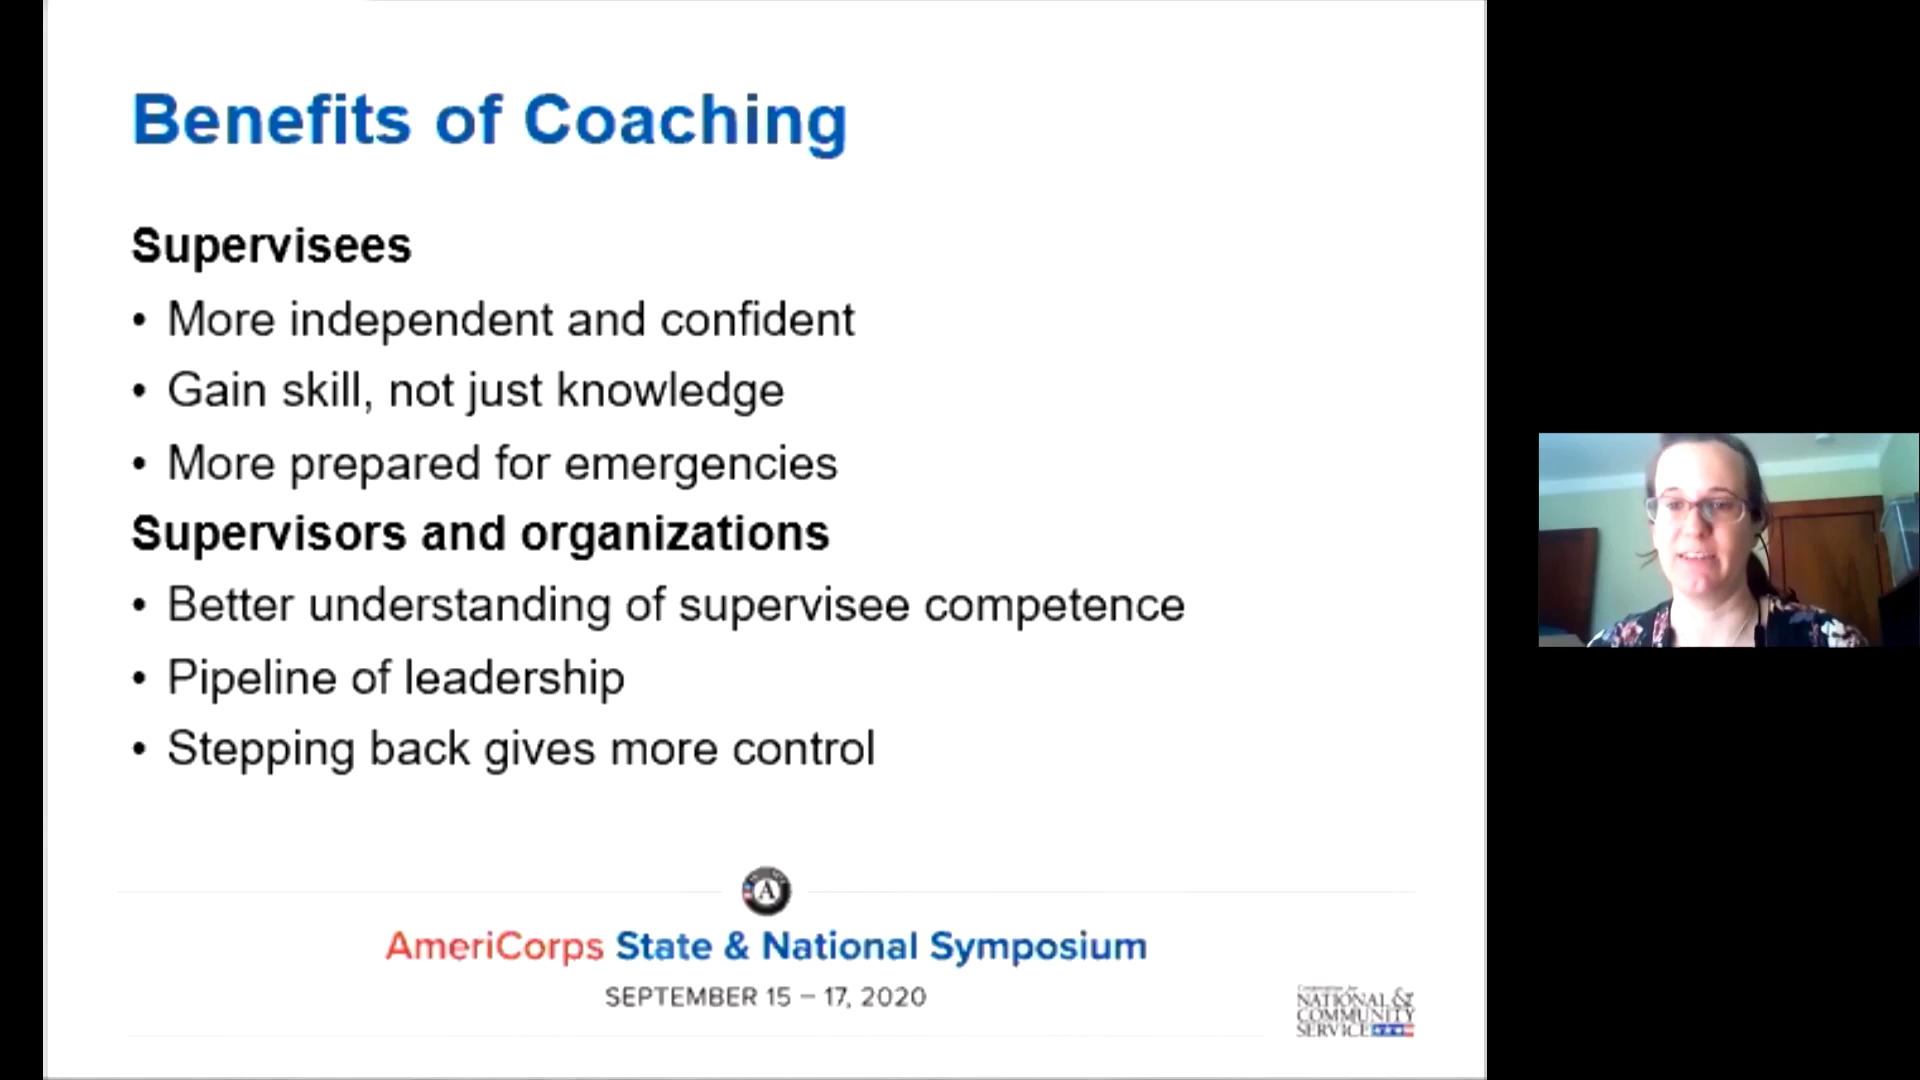 Benefits of Coaching
Supervisees
• More independent and confident
• Gain skill, not just knowledge
• More prepared for emergencies
Supervisors and organizations
• Better understanding of supervisee competence
• Pipeline of leadership
• Stepping back gives more control
A
AmeriCorps State & National Symposium
SEPTEMBER 15 – 17, 2020
NATIONAL &
COMMUNITY
SERVICE